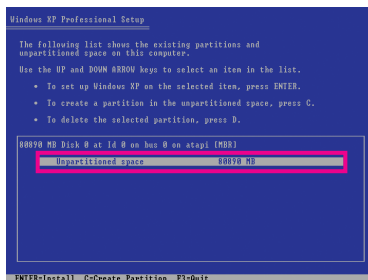 Windows XP Professional Setup
The following list shows the existing partitions and
unpartitioned space on this computer.
Use the UP and DOWN ARROW keys to select an item in the list.
• To set up Windows XP on the selected item, press ENTER.
• To create a partition in the unpartitioned space, press C.
• To delete the selected partition, press D.
80890 MB Disk 0 at Id 0 on bus 0 on atapi [MBR]
Unpartitioned space 80890 MB
ENTER=Install C=Create Partition F3=Quit